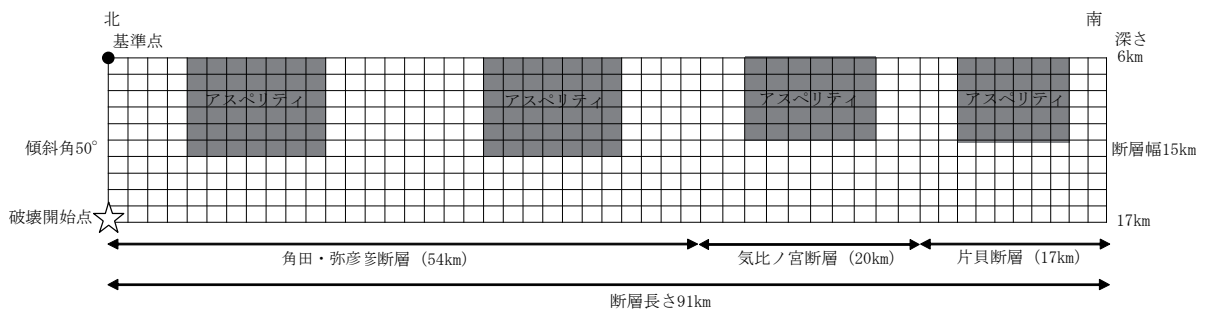 北
南
基準点
深さ
6km
アスペリティ
アスペリティ
アスペリティ
アスペリティ
傾斜角50°
断層幅15km
破壊開始点
17km
角田・弥彦断層 (54km)
気比ノ宮断層 (20km)
片貝断層 (17km)
断層長さ91km